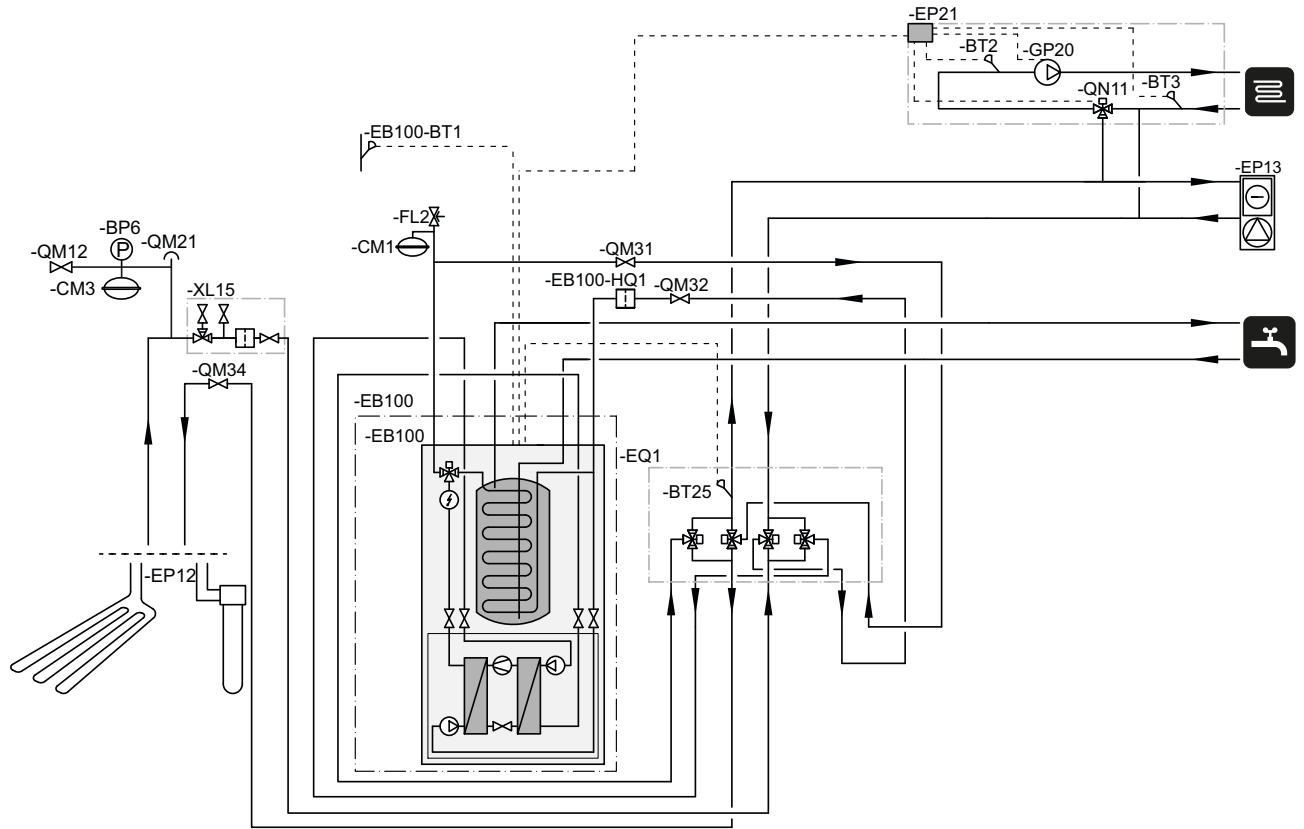 -EP21
-BT2
-GP20
-QN11
-BT3
-EB100-BT1
-EP13
-FL2
-BP6
-QM21
-QM12
P
-CM1
-QM31
-CM3
-XL15
-EB100-HQ1
-QM32
-QM34
-EB100
-EB100
-EQ1
-BT25
-EP12